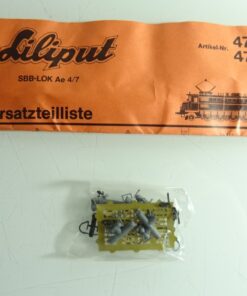 Liliput
Artikel-Nr. 47
47
SBB-LOK Ae 4/7
rsatzteilliste